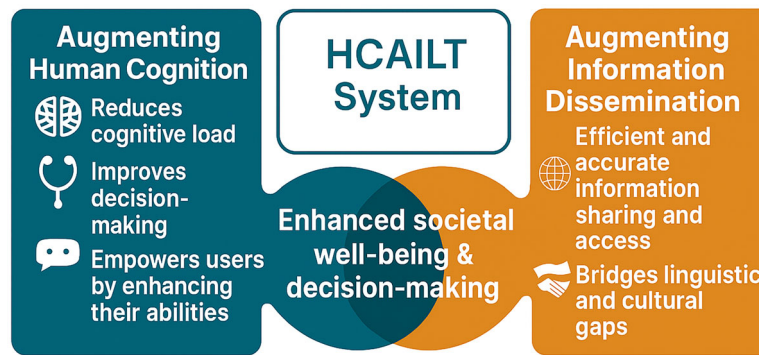 Augmenting
Human Cognition
Reduces
cognitive load
Improves
decision-
making
Empowers users
by enhancing
their abilities
HCAILT
System
Enhanced societal
well-being &
decision-making
Augmenting
Information
Dissemination
Efficient and
accurate
information
sharing and
access
Bridges linguistic
and cultural
gaps